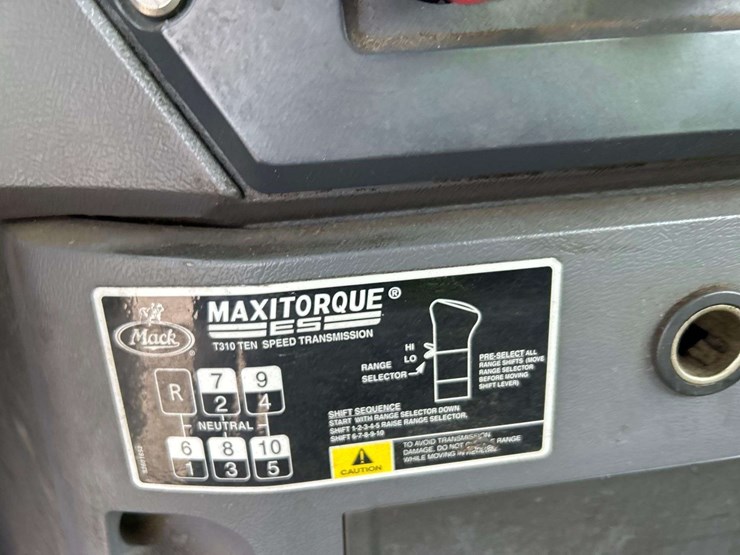 Mack ®
MAXITORQUE ®
ES
T310 TEN SPEED TRANSMISSION
R 7 9
2 4
NEUTRAL
6 8 10
1 3 5
HI
LO
RANGE
SELECTOR
PRE-SELECT ALL
RANGE SHIFTS (MOVE
RANGE SELECTOR
BEFORE MOVING
SHIFT LEVER)
SHIFT SEQUENCE
START WITH RANGE SELECTOR DOWN.
SHIFT 1-2-3-4-5 RAISE RANGE SELECTOR.
SHIFT 6-7-8-9-10
CAUTION
TO AVOID TRANSMISSION
DAMAGE, DO NOT RANGE
WHILE MOVING IN